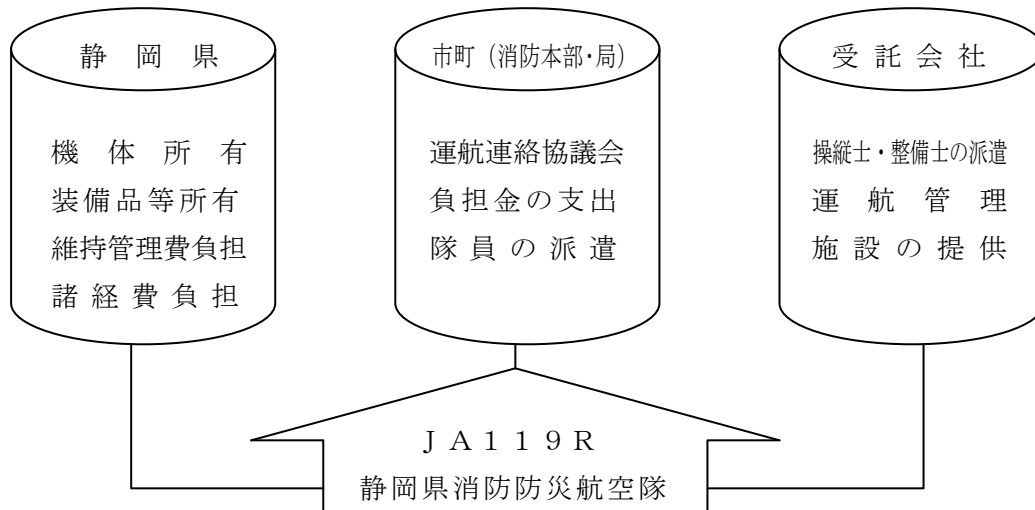 静岡県
機体所有
装備品等所有
維持管理費負担
諸経費負担
市町（消防本部・局）
運航連絡協議会
負担金の支出
隊員の派遣
受託会社
操縦士・整備士の派遣
運航管理
施設の提供
ＪＡ１１９Ｒ
静岡県消防防災航空隊